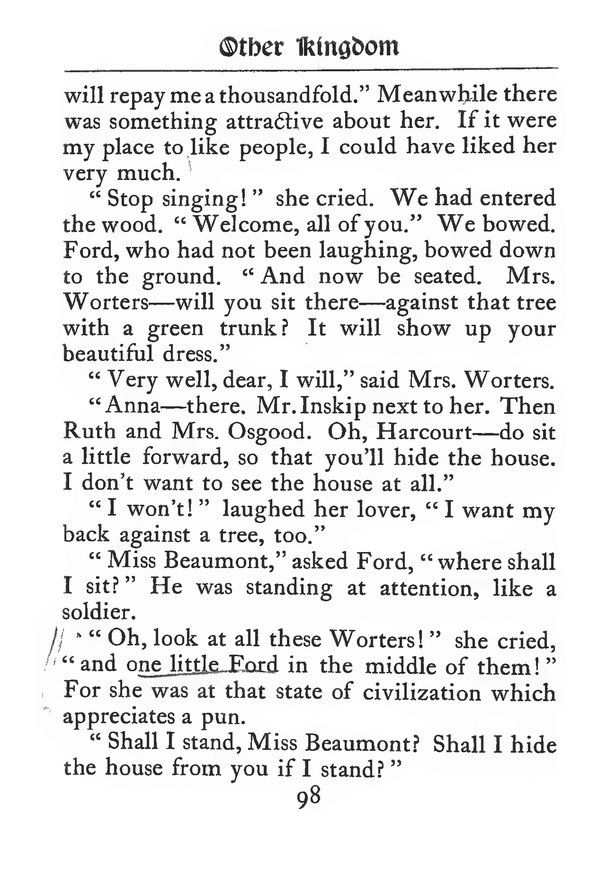 Other Kingdom
will repay me a thousandfold.” Meanwhile there
was something attractive about her. If it were
my place to like people, I could have liked her
very much.
“ Stop singing! ” she cried. We had entered
the wood. “ Welcome, all of you.” We bowed.
Ford, who had not been laughing, bowed down
to the ground. “ And now be seated. Mrs.
Worters—will you sit there—against that tree
with a green trunk? It will show up your
beautiful dress.”
“ Very well, dear, I will,” said Mrs. Worters.
“ Anna—there. Mr. Inskip next to her. Then
Ruth and Mrs. Osgood. Oh, Harcourt—do sit
a little forward, so that you’ll hide the house.
I don’t want to see the house at all.”
“ I won’t! ” laughed her lover, “ I want my
back against a tree, too.”
“ Miss Beaumont,” asked Ford, “ where shall
I sit? ” He was standing at attention, like a
soldier.
“ Oh, look at all these Worters! ” she cried,
“ and one little Ford in the middle of them! ”
For she was at that state of civilization which
appreciates a pun.
“ Shall I stand, Miss Beaumont? Shall I hide
the house from you if I stand? ”
98